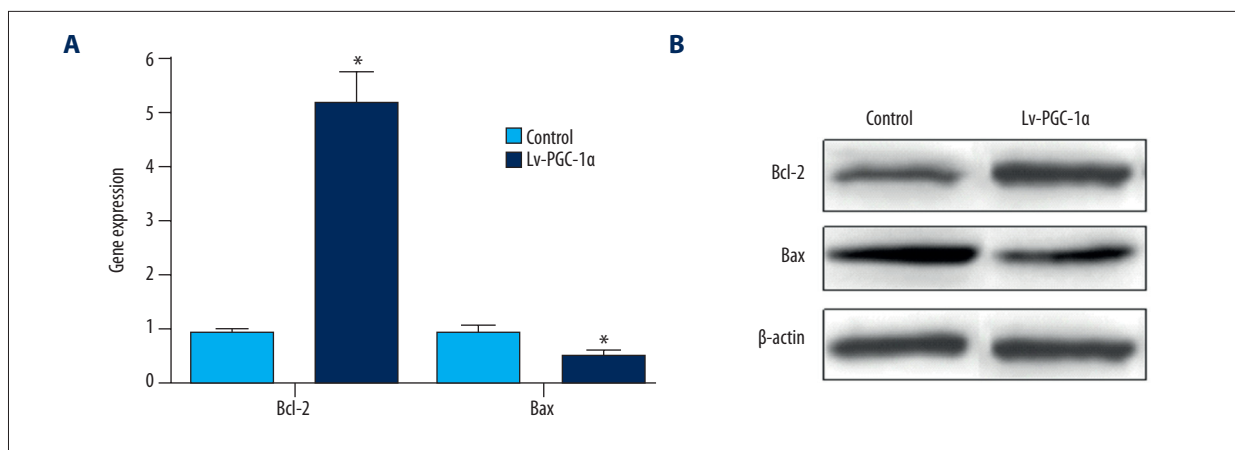 A
6
5
4
3
2
1
0
Gene expression
*
*
Control
Lv-PGC-1α
Bcl-2
Bax
B
Control Lv-PGC-1α
Bcl-2
Bax
β-actin